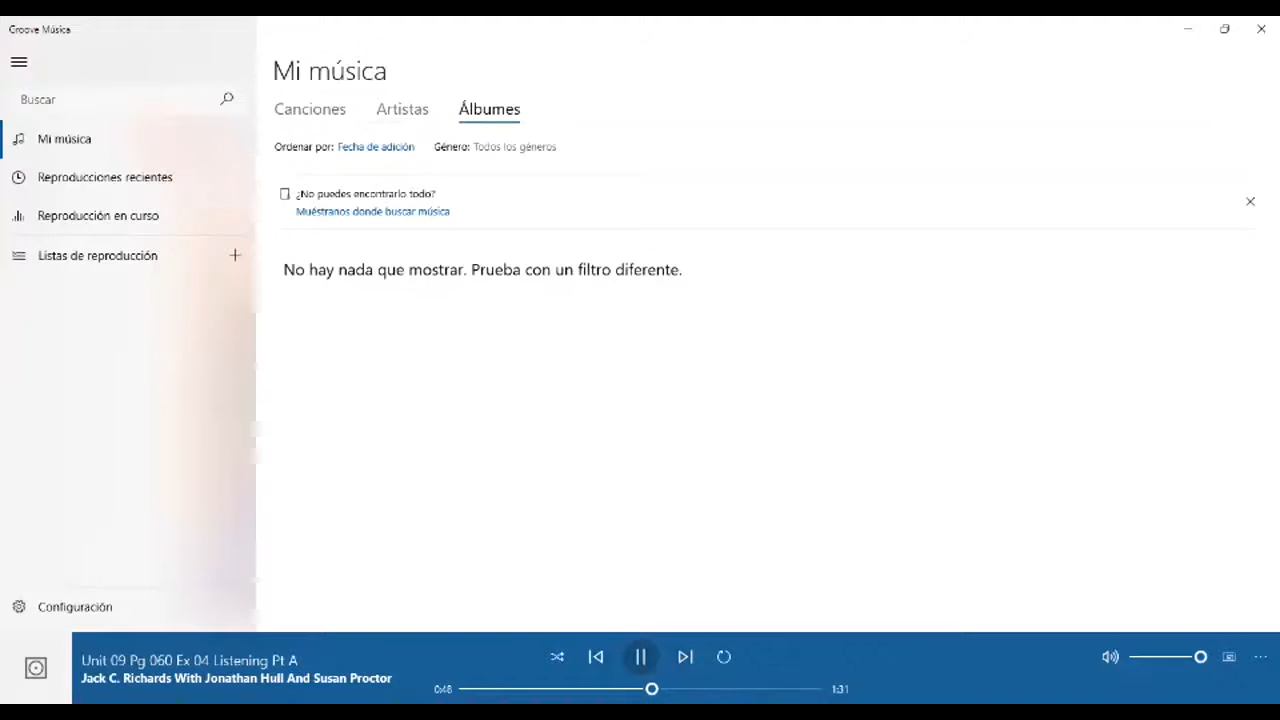 Groove Música
Buscar
Mi música
Reproducciones recientes
Reproducción en curso
Listas de reproducción
Configuración
Mi música
Canciones Artistas Álbumes
Ordenar por: Fecha de adición Género: Todos los géneros
¿No puedes encontrarlo todo?
Muéstranos donde buscar música
No hay nada que mostrar. Prueba con un filtro diferente.
Unit 09 Pg 060 Ex 04 Listening Pt A
Jack C. Richards With Jonathan Hull And Susan Proctor
0:48 1:31